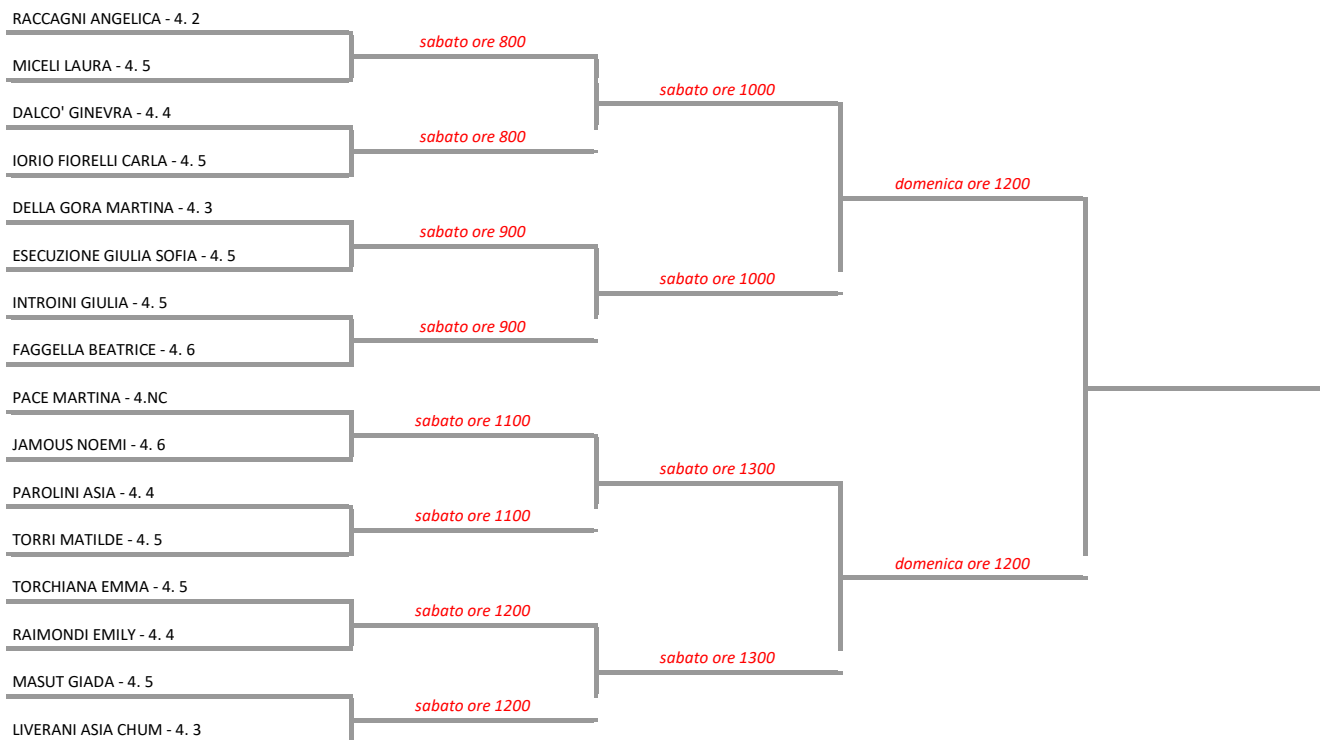 RACCAGNI ANGELICA - 4. 2
sabato ore 800
MICELI LAURA - 4. 5
sabato ore 1000
DALCO' GINEVRA - 4. 4
sabato ore 800
IORIO FIORELLI CARLA - 4. 5
domenica ore 1200
DELLA GORA MARTINA - 4. 3
sabato ore 900
ESECUZIONE GIULIA SOFIA - 4. 5
sabato ore 1000
INTROINI GIULIA - 4. 5
sabato ore 900
FAGGELLA BEATRICE - 4. 6
PACE MARTINA - 4.NC
sabato ore 1100
JAMOUS NOEMI - 4. 6
sabato ore 1300
PAROLINI ASIA - 4. 4
sabato ore 1100
TORRI MATILDE - 4. 5
domenica ore 1200
TORCHIANA EMMA - 4. 5
sabato ore 1200
RAIMONDI EMILY - 4. 4
sabato ore 1300
MASUT GIADA - 4. 5
sabato ore 1200
LIVERANI ASIA CHUM - 4. 3